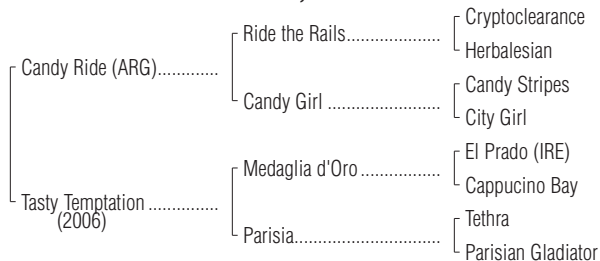 Cryptoclearance
Ride the Rails..................
Herbalesian
Candy Ride (ARG).............
Candy Stripes
Candy Girl ......................
City Girl
El Prado (IRE)
Medaglia d'Oro ................
Cappucino Bay
Tasty Temptation ..............
(2006)
Tethra
Parisia.............................
Parisian Gladiator